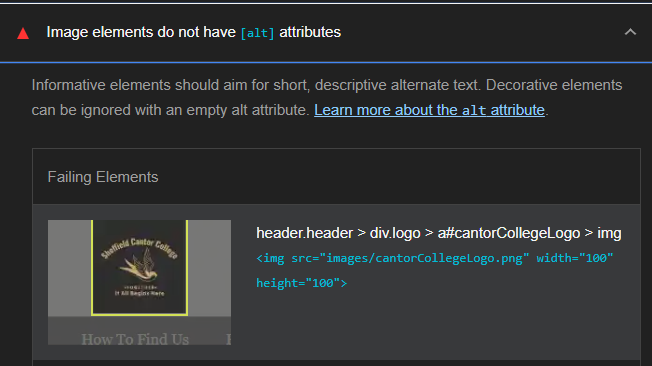 Image elements do not have [alt] attributes
Informative elements should aim for short, descriptive alternate text. Decorative elements
can be ignored with an empty alt attribute. Learn more about the alt attribute.
Failing Elements
Sheffield Cantor College
It All Begins Here
How To Find Us
header.header > div.logo > a#cantorCollegeLogo > img
<img src="images/cantorCollegeLogo.png" width="100"
height="100">